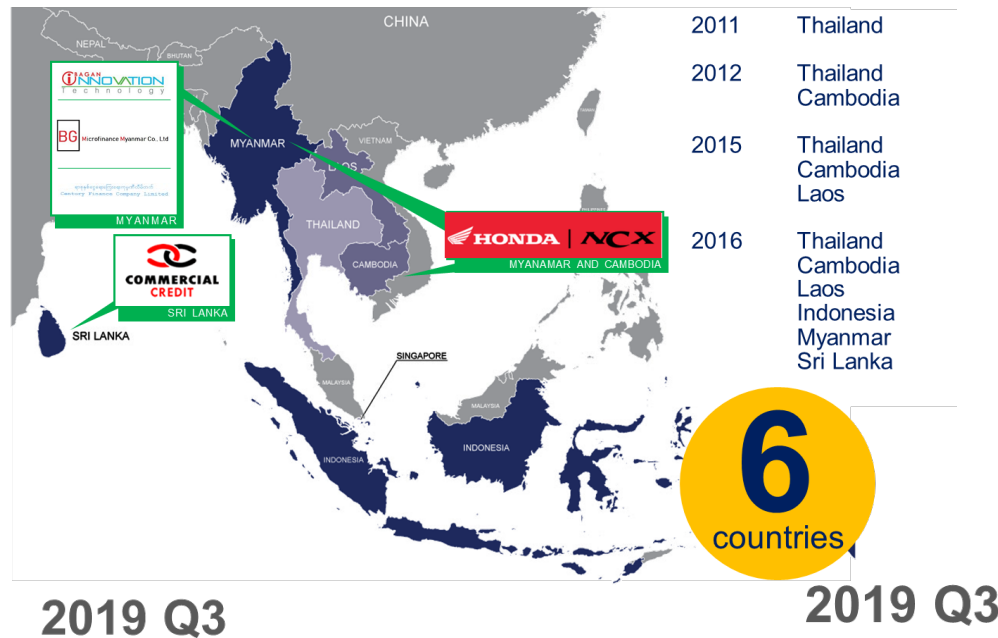 CHINA
NEPAL
BHUTAN
BAGAN
INNOVATION
Technology
BG Microfinance Myanmar Co., Ltd
Century Finance Company Limited
MYANMAR
MYANMAR
VIETNAM
LAOS
TAIWAN
THAILAND
PHILIPPINES
CAMBODIA
HONDA | NCX
MYANAMAR AND CAMBODIA
COMMERCIAL
CREDIT
SRI LANKA
SRI LANKA
SINGAPORE
MALAYSIA
MALAYSIA
INDONESIA
INDONESIA
2011 Thailand
2012 Thailand
Cambodia
2015 Thailand
Cambodia
Laos
2016 Thailand
Cambodia
Laos
Indonesia
Myanmar
Sri Lanka
6
countries
2019 Q3
2019 Q3